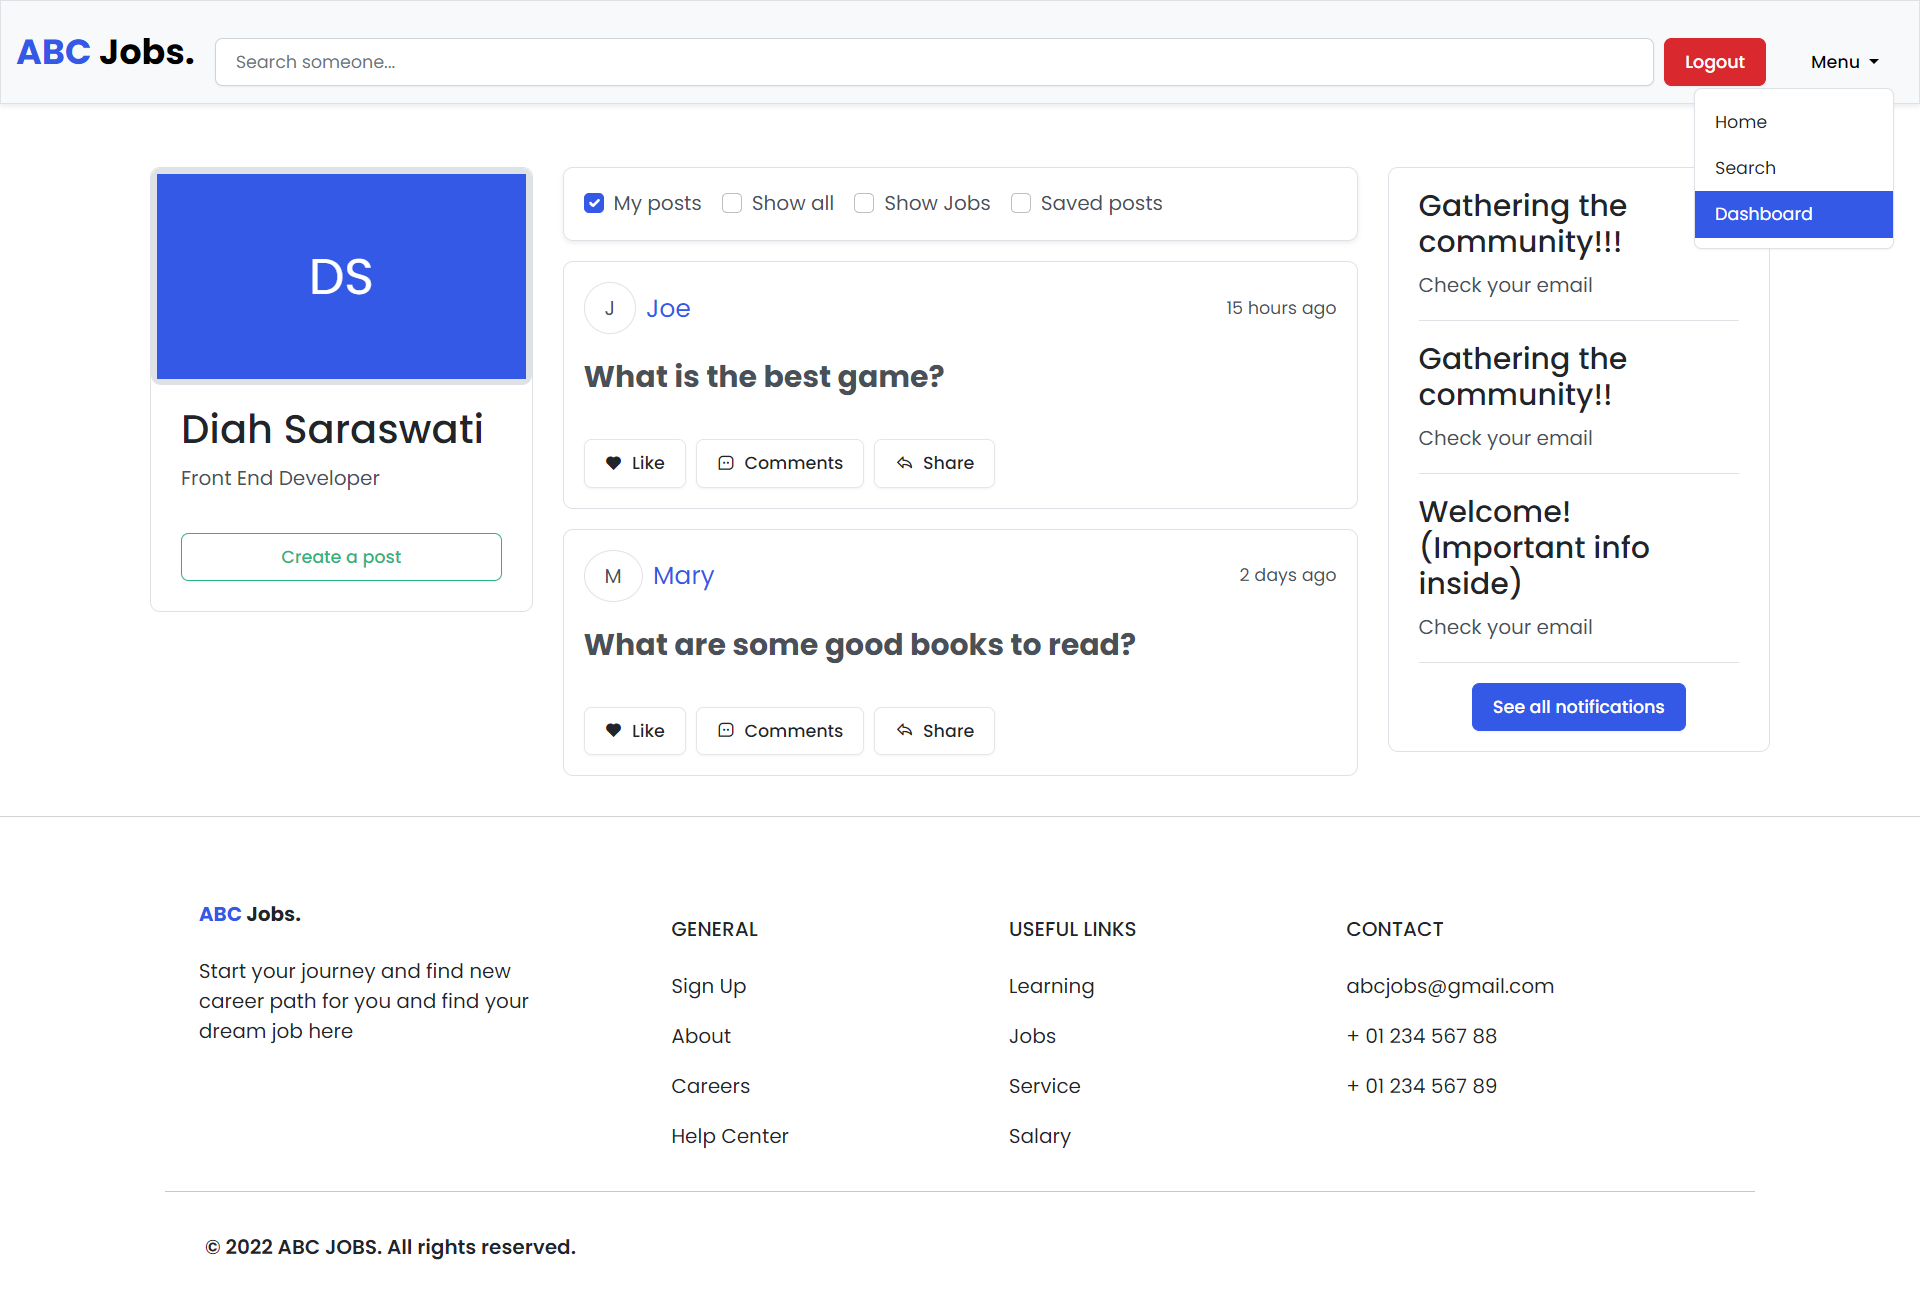 ABC Jobs.
Search someone...
Logout
Menu
Home
Search
Dashboard
DS
Diah Saraswati
Front End Developer
Create a post
My posts
Show all
Show Jobs
Saved posts
J
Joe
15 hours ago
What is the best game?
Like
Comments
Share
M
Mary
2 days ago
What are some good books to read?
Like
Comments
Share
Gathering the
community!!!
Check your email
Gathering the
community!!
Check your email
Welcome!
(Important info
inside)
Check your email
See all notifications
ABC Jobs.
Start your journey and find new
career path for you and find your
dream job here
GENERAL
Sign Up
About
Careers
Help Center
USEFUL LINKS
Learning
Jobs
Service
Salary
CONTACT
abcjobs@gmail.com
+ 01 234 567 88
+ 01 234 567 89
© 2022 ABC JOBS. All rights reserved.